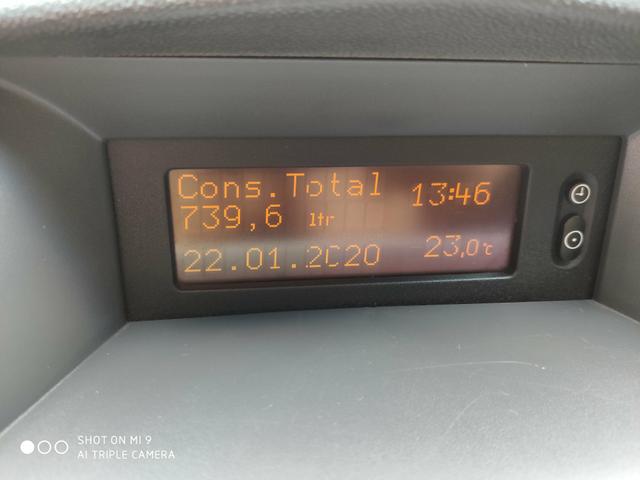 Cons.Total 13:46
739,6 ltr
22.01.2020 23,0°c
SHOT ON MI 9
AI TRIPLE CAMERA